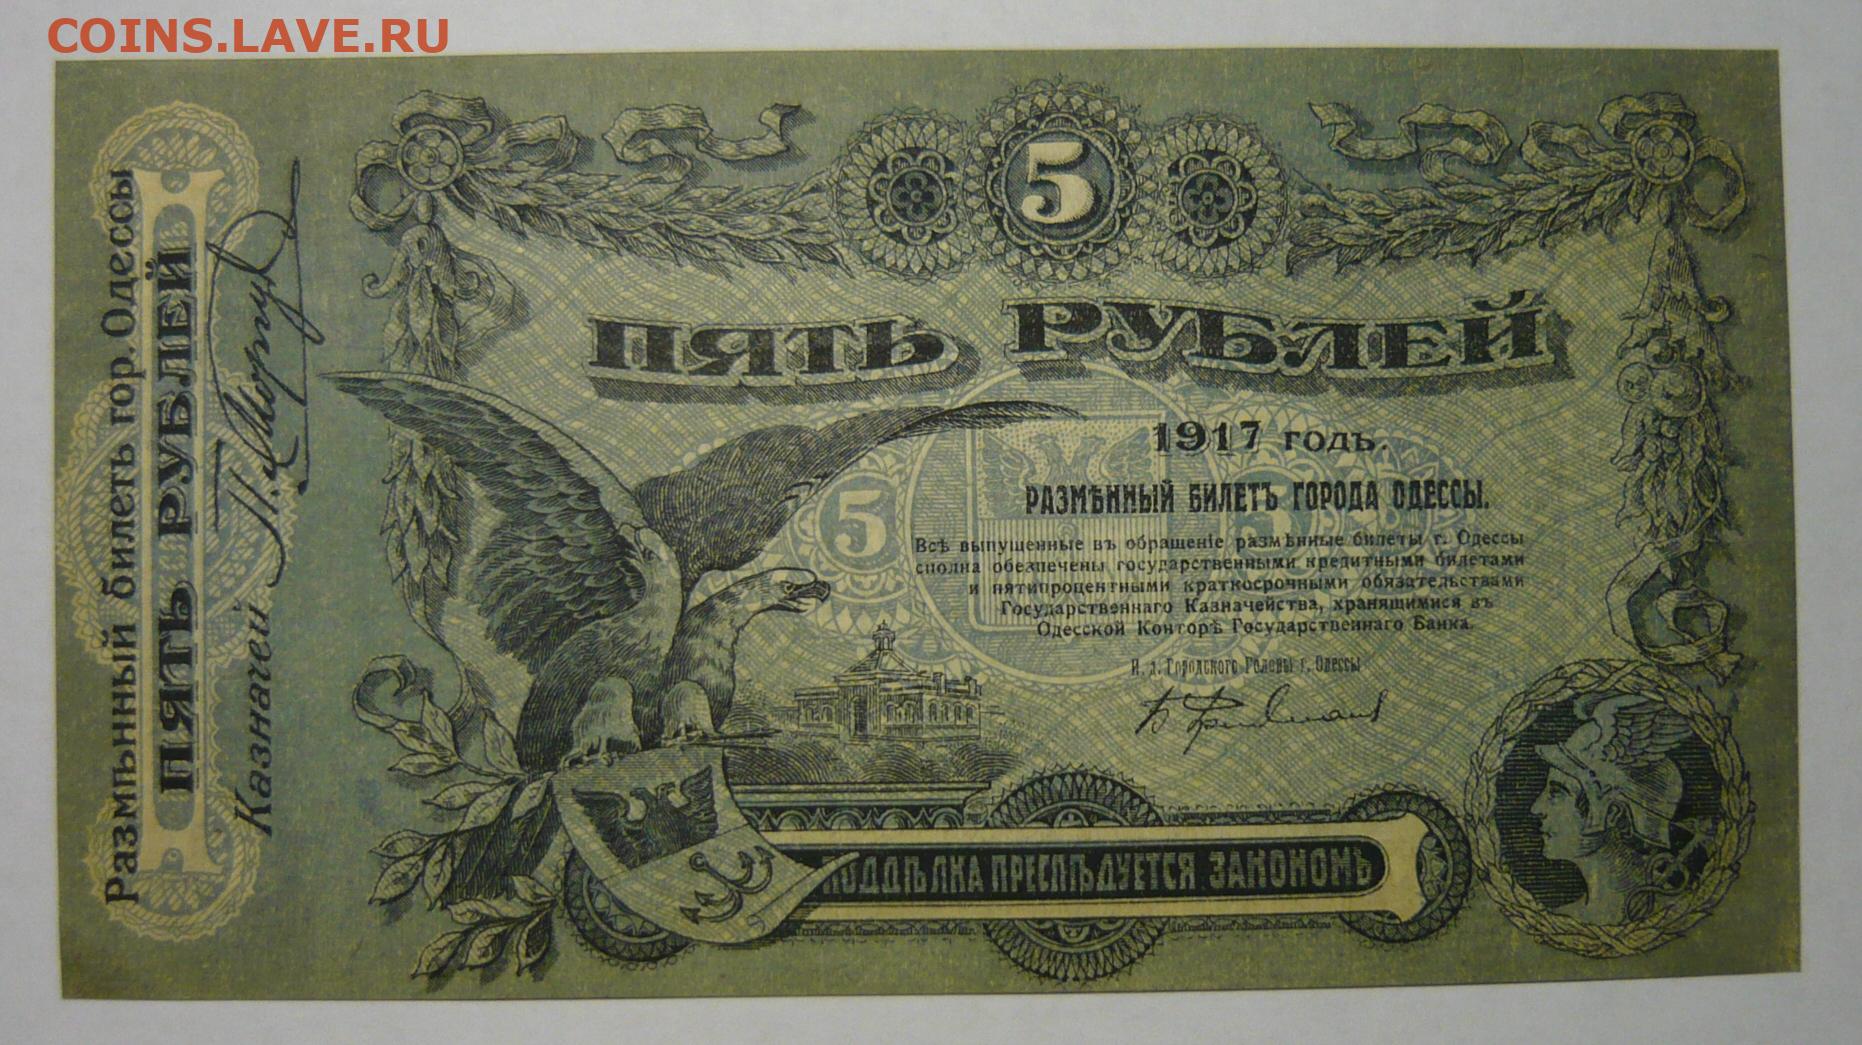 COINS.LAVE.RU
Размѣнный билетъ гор. Одессы
ПЯТЬ РУБЛЕЙ
Казначей
5
ПЯТЬ РУБЛЕЙ
1917 годъ.
РАЗМѢННЫЙ БИЛЕТЪ ГОРОДА ОДЕССЫ.
5 5
Всѣ выпущенные въ обращеніе размѣнные билеты г. Одессы
сполна обезпечены государственными кредитными билетами
и пятипроцентными краткосрочными обязательствами
Государственнаго Казначейства, хранящимися въ
Одесской Конторѣ Государственнаго Банка.
И. д. Городского Головы г. Одессы
ПОДДѢЛКА ПРЕСЛѢДУЕТСЯ ЗАКОНОМЪ